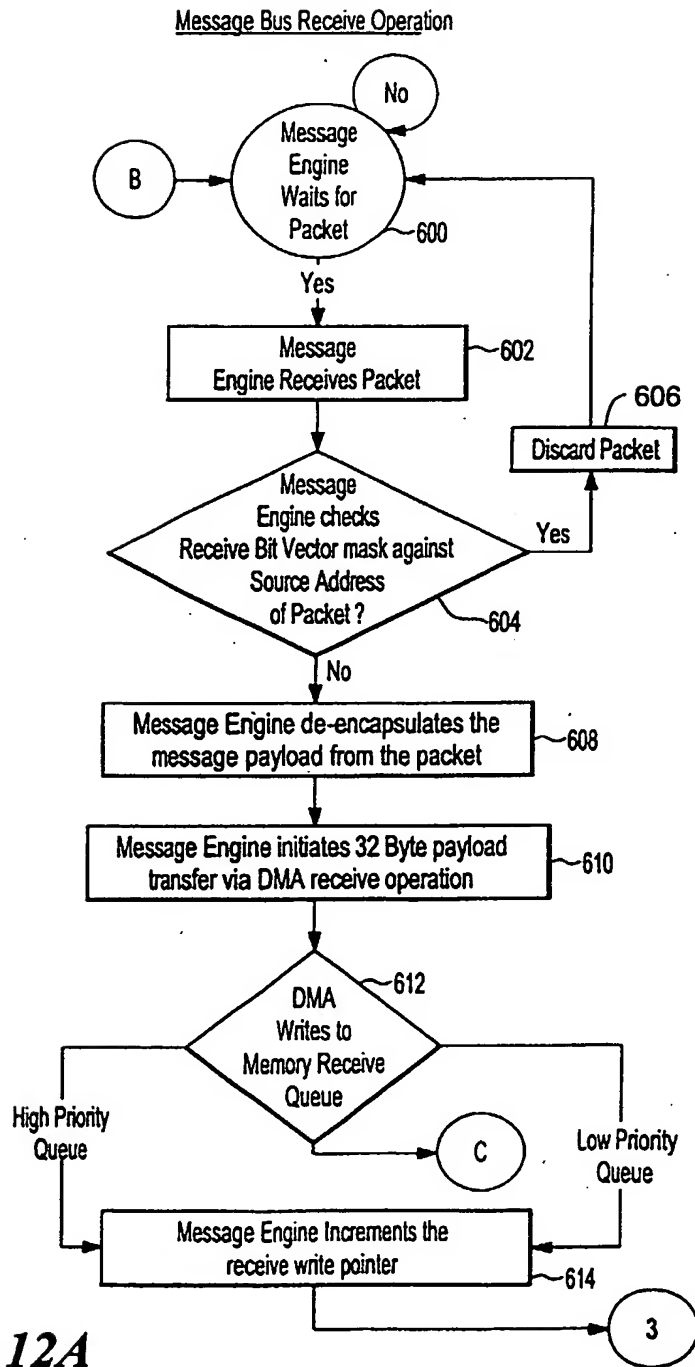 Message Bus Receive Operation
No
Message
Engine
Waits for
Packet
B
600
Yes
Message
Engine Receives Packet
602
606
Discard Packet
Message
Engine checks
Receive Bit Vector mask against
Source Address
of Packet ?
Yes
604
No
Message Engine de-encapsulates the
message payload from the packet
608
Message Engine initiates 32 Byte payload
transfer via DMA receive operation
610
612
DMA
Writes to
Memory Receive
Queue
High Priority
Queue
C
Low Priority
Queue
Message Engine Increments the
receive write pointer
614
3
12A